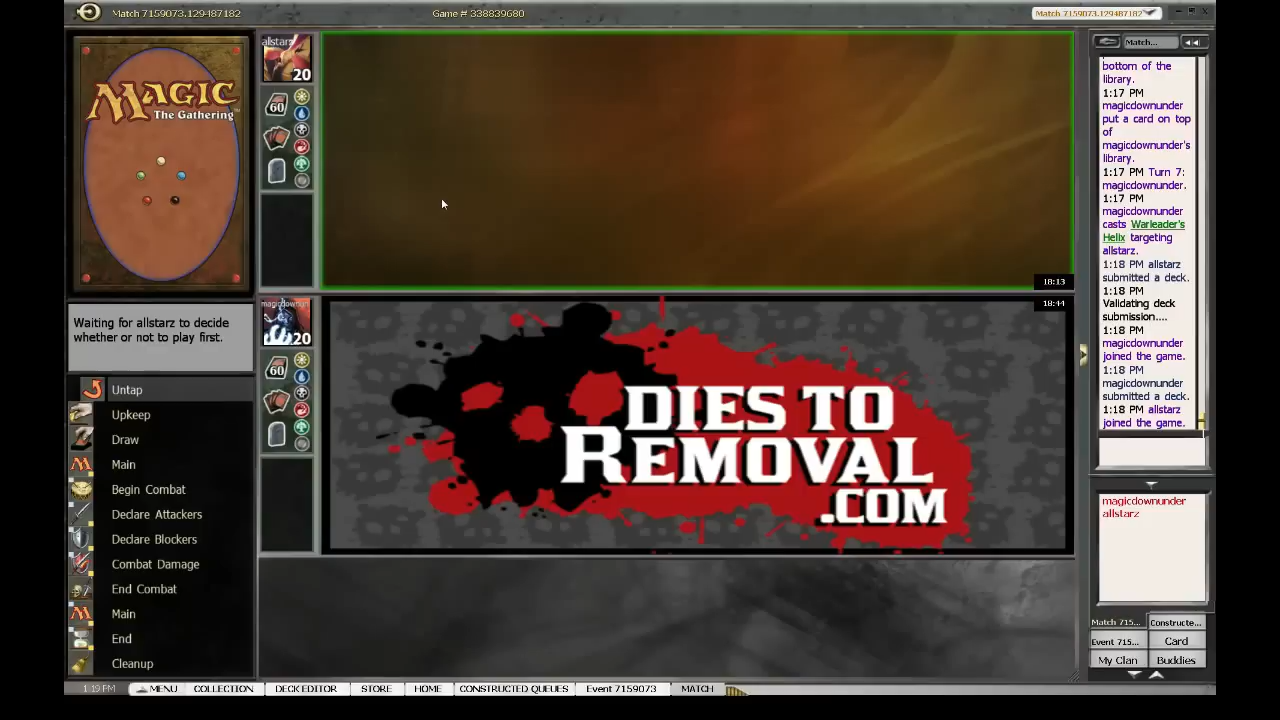 Match 7159073.129487182
Game # 338839680
Match 7159073.129487182
MAGIC
The Gathering
allstarz
20
60
18:13
Match...
bottom of the
library.
1:17 PM
magicdownunder
put a card on top
of
magicdownunder's
library.
1:17 PM Turn 7:
magicdownunder.
1:17 PM
magicdownunder
casts Warleader's
Helix targeting
allstarz.
1:18 PM allstarz
submitted a deck.
1:18 PM
Validating deck
submission....
1:18 PM
magicdownunder
joined the game.
1:18 PM
magicdownunder
submitted a deck.
1:18 PM allstarz
joined the game.
Waiting for allstarz to decide
whether or not to play first.
magicdownun
20
60
18:44
DIES TO
REMOVAL
.COM
Untap
Upkeep
Draw
Main
Begin Combat
Declare Attackers
Declare Blockers
Combat Damage
End Combat
Main
End
Cleanup
magicdownunder
allstarz
Match 715...
Constructe...
Event 715...
Card
My Clan
Buddies
1:19 PM
MENU
COLLECTION
DECK EDITOR
STORE
HOME
CONSTRUCTED QUEUES
Event 7159073
MATCH